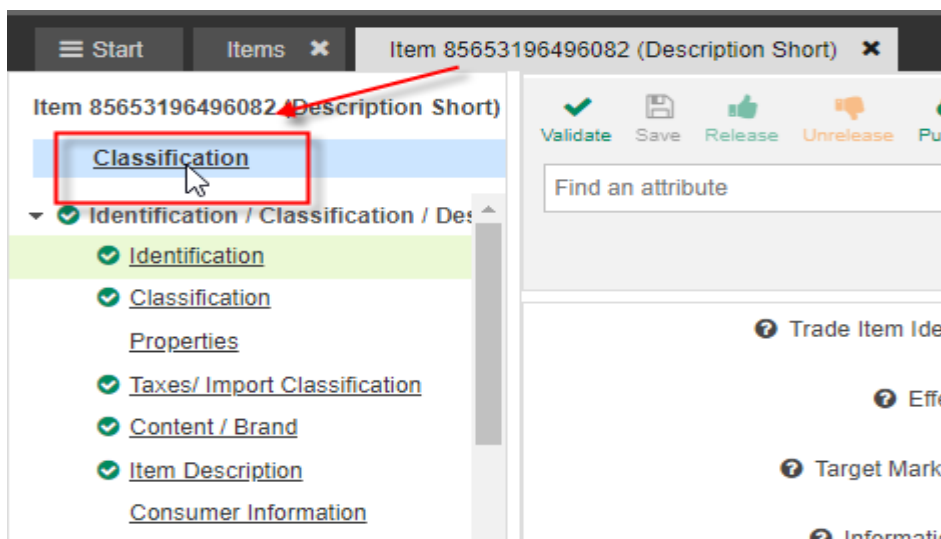 Start Items Item 85653196496082 (Description Short)
Item 85653196496082 (Description Short)
Classification
Identification / Classification / Des
Identification
Classification
Properties
Taxes/ Import Classification
Content / Brand
Item Description
Consumer Information
Validate Save Release Unrelease Pu
Find an attribute
Trade Item Ide
Effe
Target Mark
Informati